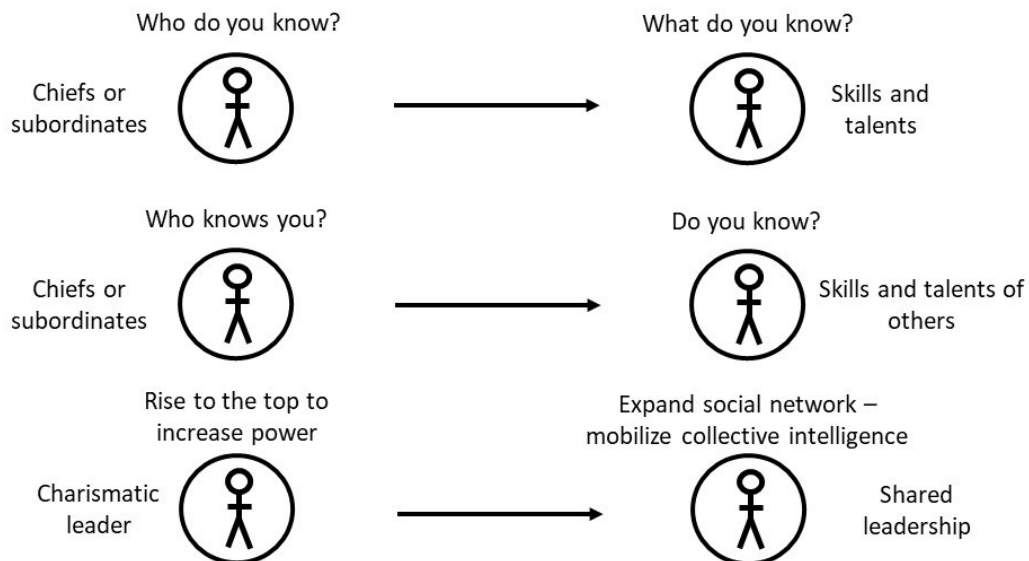 Who do you know?
What do you know?
Chiefs or
subordinates
Skills and
talents
Who knows you?
Do you know?
Chiefs or
subordinates
Skills and talents of
others
Rise to the top to
increase power
Expand social network –
mobilize collective intelligence
Charismatic
leader
Shared
leadership